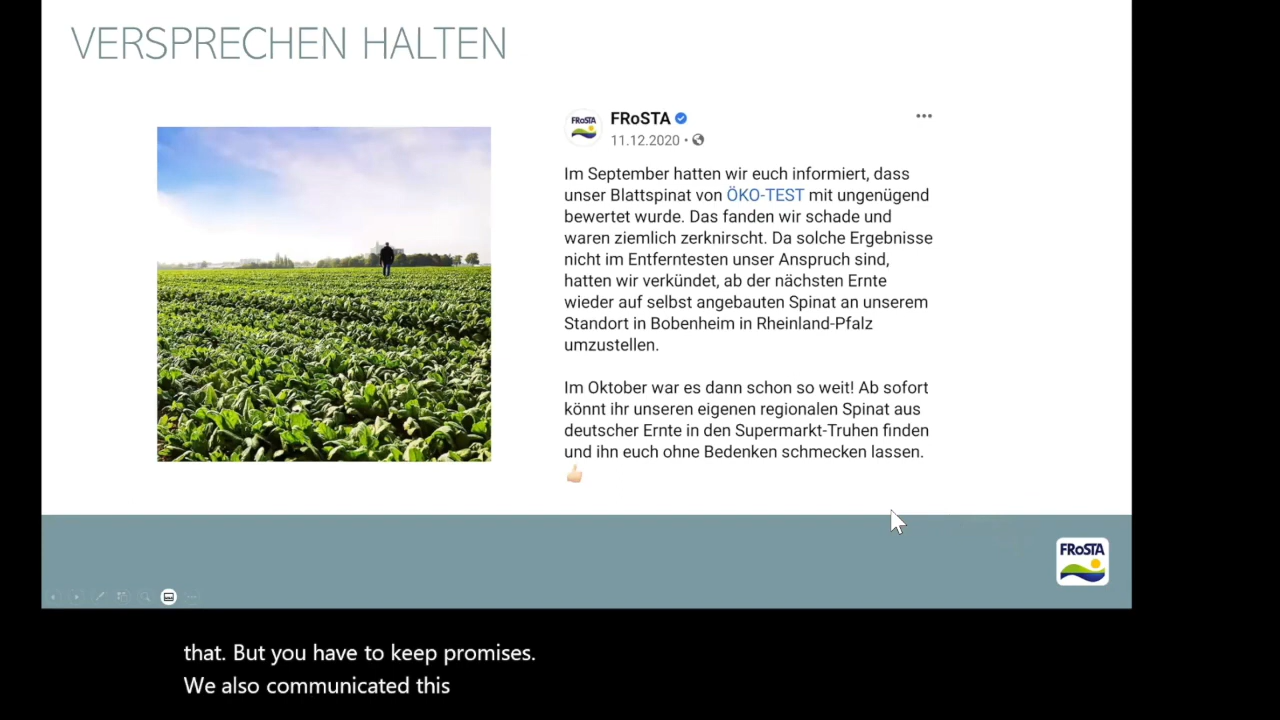 VERSPRECHEN HALTEN
FRoSTA
FRoSTA
11.12.2020
Im September hatten wir euch informiert, dass
unser Blattspinat von ÖKO-TEST mit ungenügend
bewertet wurde. Das fanden wir schade und
waren ziemlich zerknirscht. Da solche Ergebnisse
nicht im Entferntesten unser Anspruch sind,
hatten wir verkündet, ab der nächsten Ernte
wieder auf selbst angebauten Spinat an unserem
Standort in Bobenheim in Rheinland-Pfalz
umzustellen.
Im Oktober war es dann schon so weit! Ab sofort
könnt ihr unseren eigenen regionalen Spinat aus
deutscher Ernte in den Supermarkt-Truhen finden
und ihn euch ohne Bedenken schmecken lassen.
FRoSTA
that. But you have to keep promises.
We also communicated this